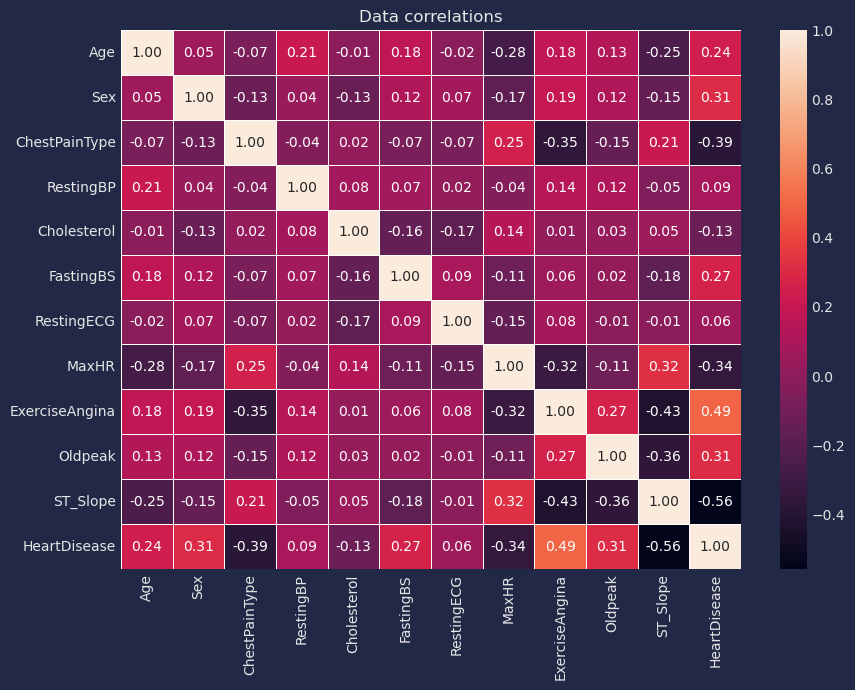 Data correlations
Age 1.00 0.05 -0.07 0.21 -0.01 0.18 -0.02 -0.28 0.18 0.13 -0.25 0.24
Sex 0.05 1.00 -0.13 0.04 -0.13 0.12 0.07 -0.17 0.19 0.12 -0.15 0.31
ChestPainType -0.07 -0.13 1.00 -0.04 0.02 -0.07 -0.07 0.25 -0.35 -0.15 0.21 -0.39
RestingBP 0.21 0.04 -0.04 1.00 0.08 0.07 0.02 -0.04 0.14 0.12 -0.05 0.09
Cholesterol -0.01 -0.13 0.02 0.08 1.00 -0.16 -0.17 0.14 0.01 0.03 0.05 -0.13
FastingBS 0.18 0.12 -0.07 0.07 -0.16 1.00 0.09 -0.11 0.06 0.02 -0.18 0.27
RestingECG -0.02 0.07 -0.07 0.02 -0.17 0.09 1.00 -0.15 0.08 -0.01 -0.01 0.06
MaxHR -0.28 -0.17 0.25 -0.04 0.14 -0.11 -0.15 1.00 -0.32 -0.11 0.32 -0.34
ExerciseAngina 0.18 0.19 -0.35 0.14 0.01 0.06 0.08 -0.32 1.00 0.27 -0.43 0.49
Oldpeak 0.13 0.12 -0.15 0.12 0.03 0.02 -0.01 -0.11 0.27 1.00 -0.36 0.31
ST_Slope -0.25 -0.15 0.21 -0.05 0.05 -0.18 -0.01 0.32 -0.43 -0.36 1.00 -0.56
HeartDisease 0.24 0.31 -0.39 0.09 -0.13 0.27 0.06 -0.34 0.49 0.31 -0.56 1.00
Age
Sex
ChestPainType
RestingBP
Cholesterol
FastingBS
RestingECG
MaxHR
ExerciseAngina
Oldpeak
ST_Slope
HeartDisease
1.0
0.8
0.6
0.4
0.2
0.0
−0.2
−0.4